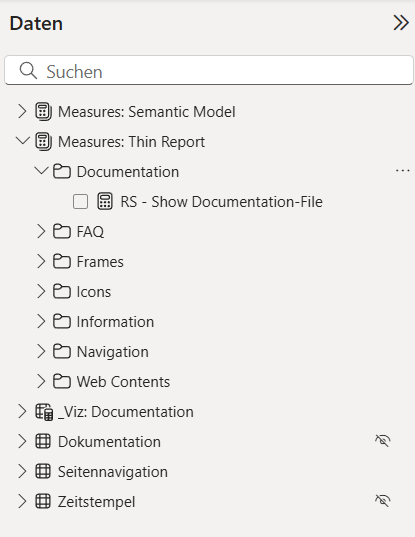 Daten
Suchen
Measures: Semantic Model
Measures: Thin Report
Documentation
RS - Show Documentation-File
FAQ
Frames
Icons
Information
Navigation
Web Contents
_Viz: Documentation
Dokumentation
Seitennavigation
Zeitstempel